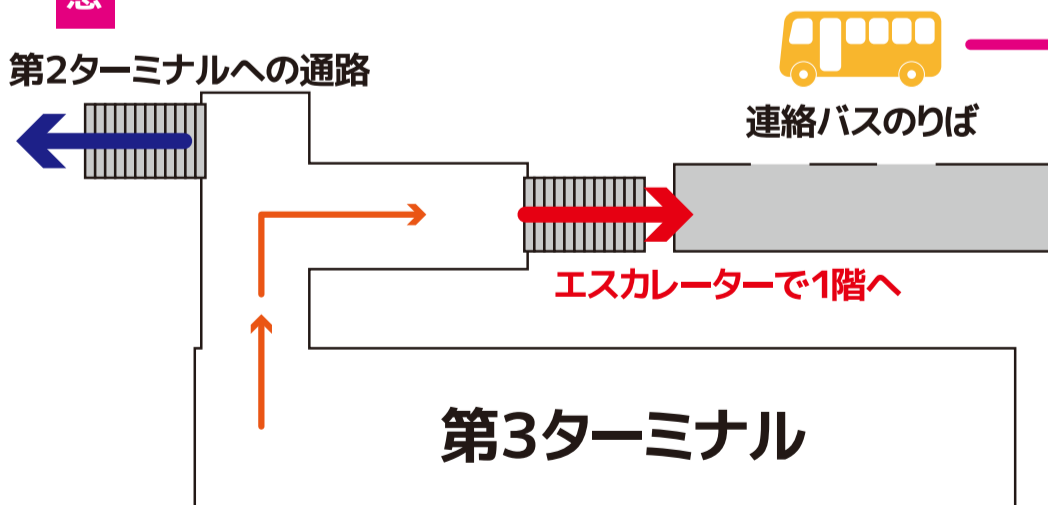 第2ターミナルへの通路
連絡バスのりば
エスカレーターで1階へ
第3ターミナル